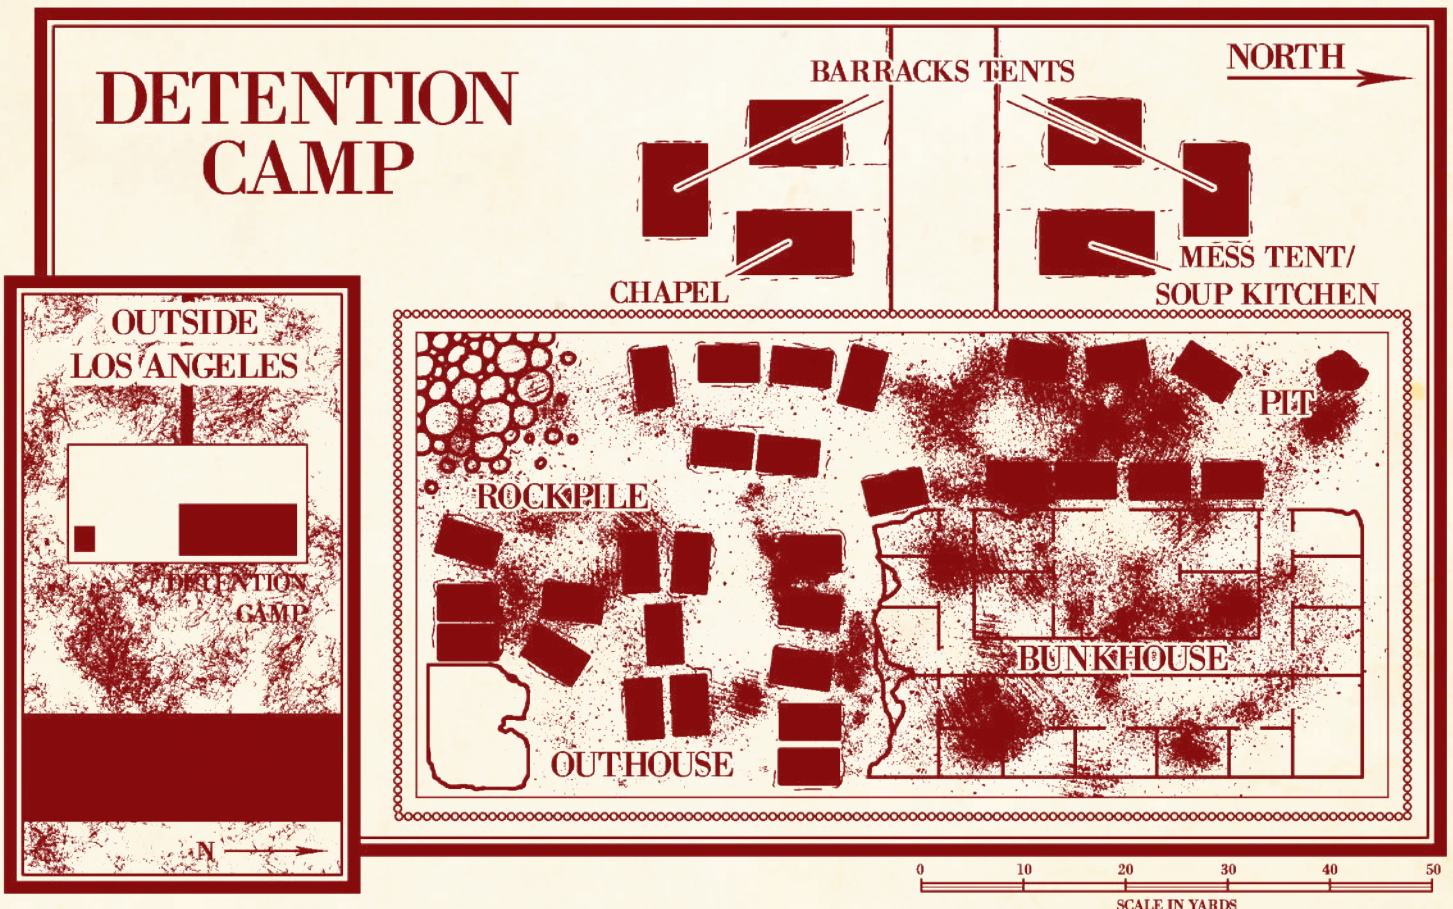 DETENTION
CAMP
BARRACKS TENTS
NORTH
CHAPEL
MESS TENT/
SOUP KITCHEN
OUTSIDE
LOS ANGELES
DETENTION
CAMP
N
PIT
ROCKPILE
BUNKHOUSE
OUTHOUSE
0 10 20 30 40 50
SCALE IN YARDS